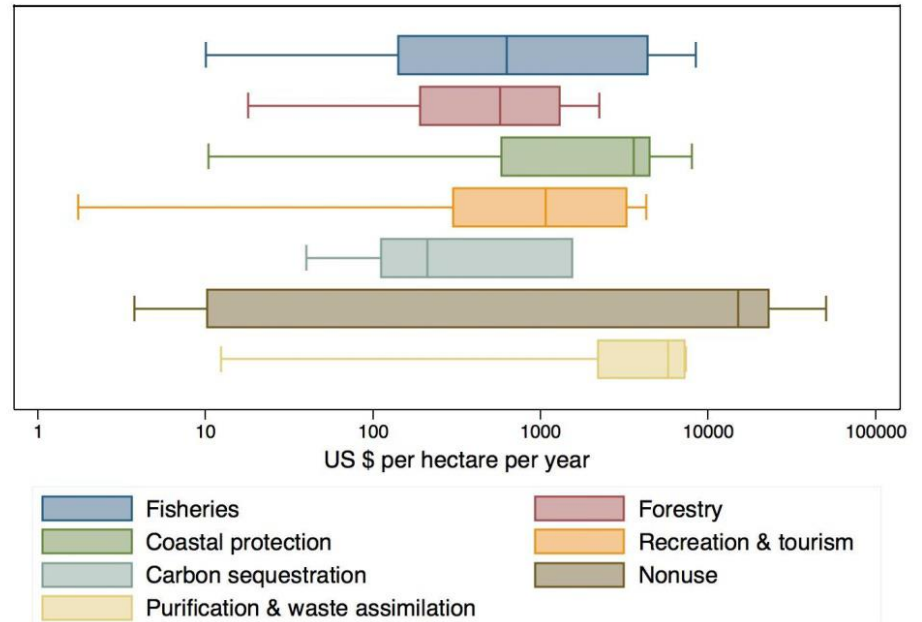 1 10 100 1000 10000 100000
US $ per hectare per year
Fisheries Forestry
Coastal protection Recreation & tourism
Carbon sequestration Nonuse
Purification & waste assimilation